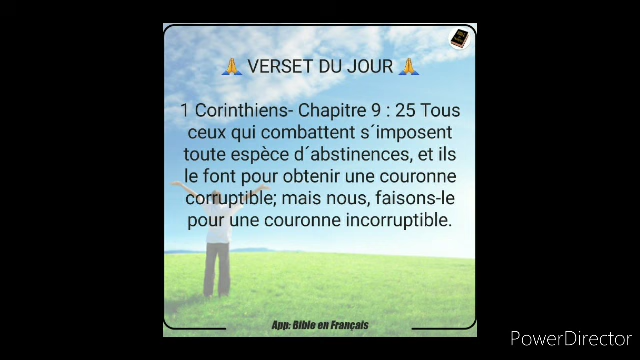 🙏 VERSET DU JOUR 🙏
1 Corinthiens- Chapitre 9 : 25 Tous
ceux qui combattent s´imposent
toute espèce d´abstinences, et ils
le font pour obtenir une couronne
corruptible; mais nous, faisons-le
pour une couronne incorruptible.
App: Bible en Français
PowerDirector